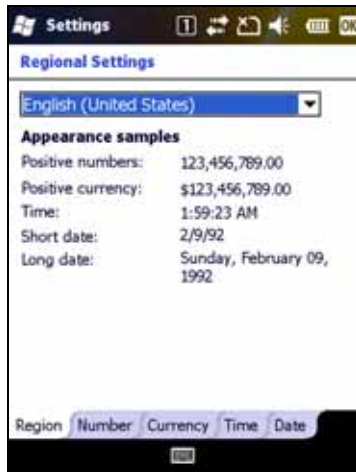 Settings
1
OK
Regional Settings
English (United States)
Appearance samples
Positive numbers: 123,456,789.00
Positive currency: $123,456,789.00
Time: 1:59:23 AM
Short date: 2/9/92
Long date: Sunday, February 09,
1992
Region Number Currency Time Date